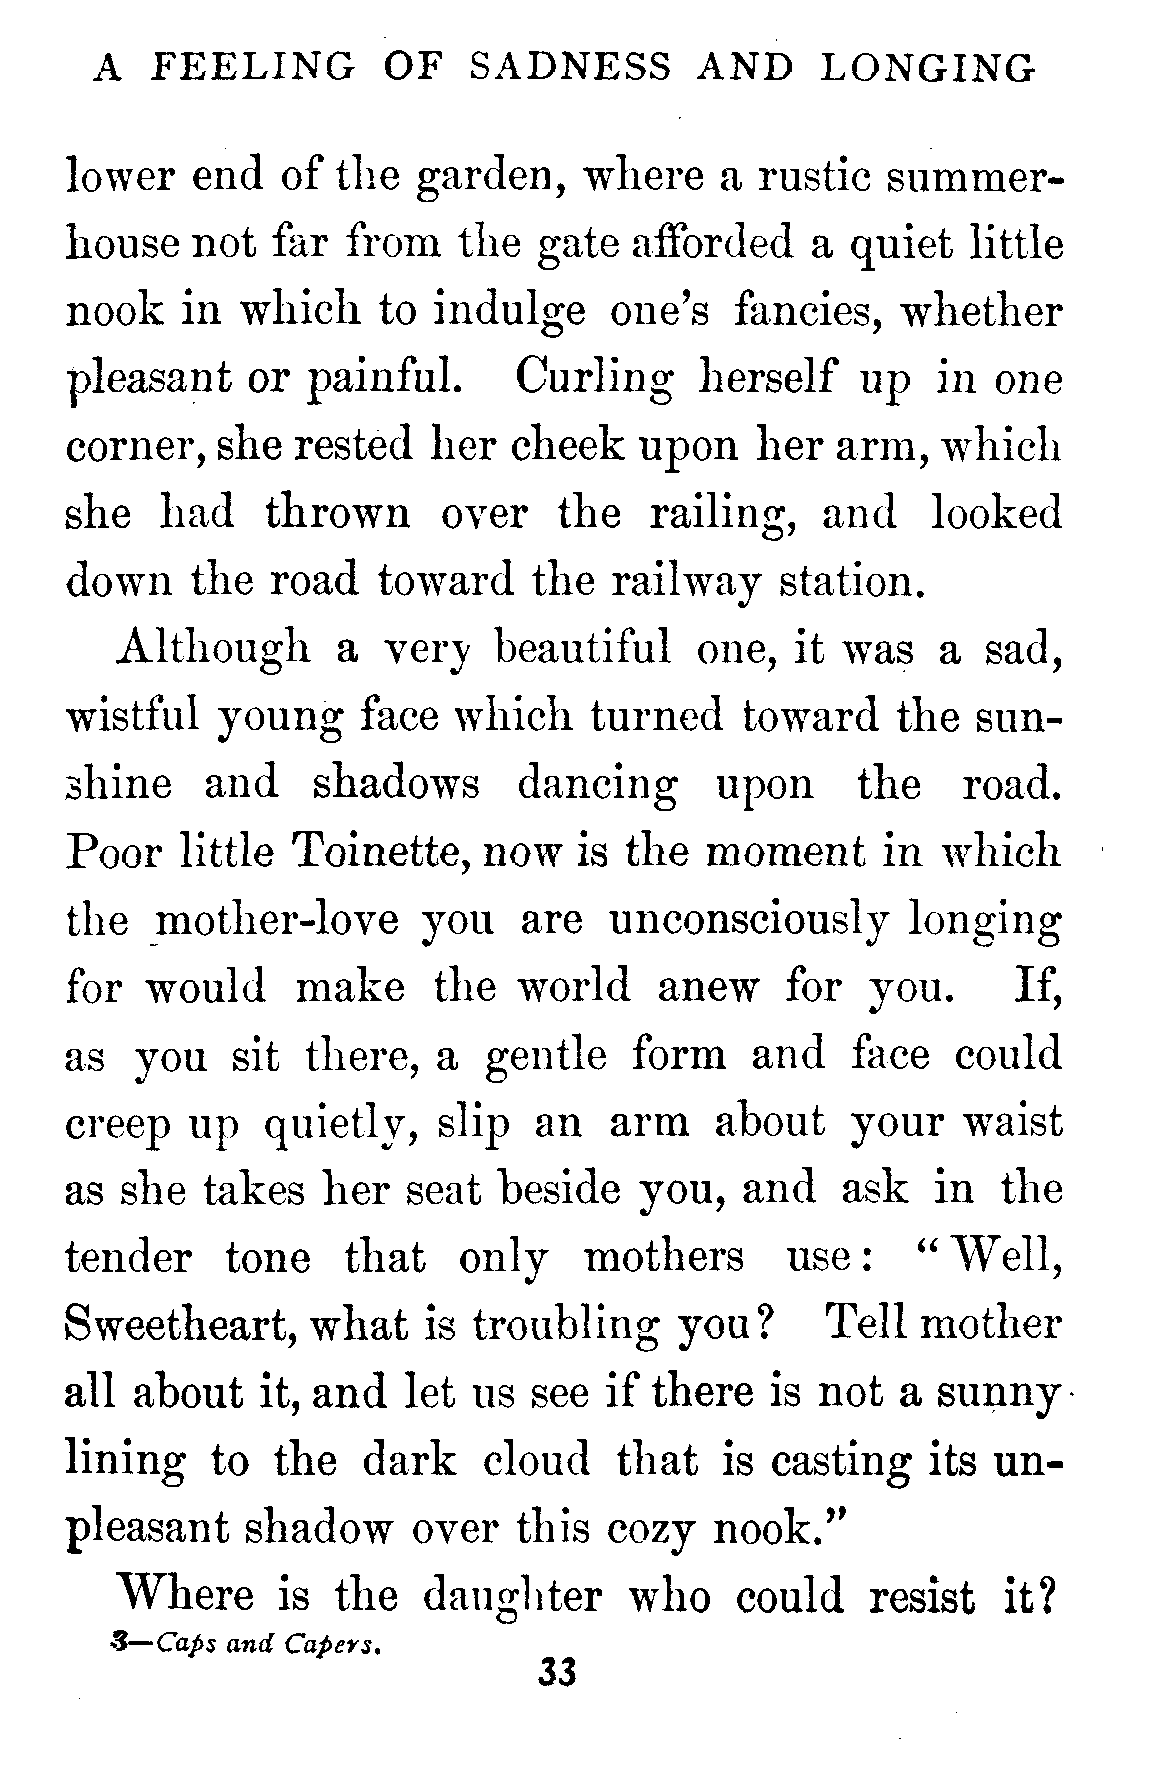 A FEELING OF SADNESS AND LONGING
lower end of the garden, where a rustic summer-
house not far from the gate afforded a quiet little
nook in which to indulge one's fancies, whether
pleasant or painful. Curling herself up in one
corner, she rested her cheek upon her arm, which
she had thrown over the railing, and looked
down the road toward the railway station.
Although a very beautiful one, it was a sad,
wistful young face which turned toward the sun-
shine and shadows dancing upon the road.
Poor little Toinette, now is the moment in which
the mother-love you are unconsciously longing
for would make the world anew for you. If,
as you sit there, a gentle form and face could
creep up quietly, slip an arm about your waist
as she takes her seat beside you, and ask in the
tender tone that only mothers use: "Well,
Sweetheart, what is troubling you? Tell mother
all about it, and let us see if there is not a sunny
lining to the dark cloud that is casting its un-
pleasant shadow over this cozy nook."
Where is the daughter who could resist it?
3—Caps and Capers.
33